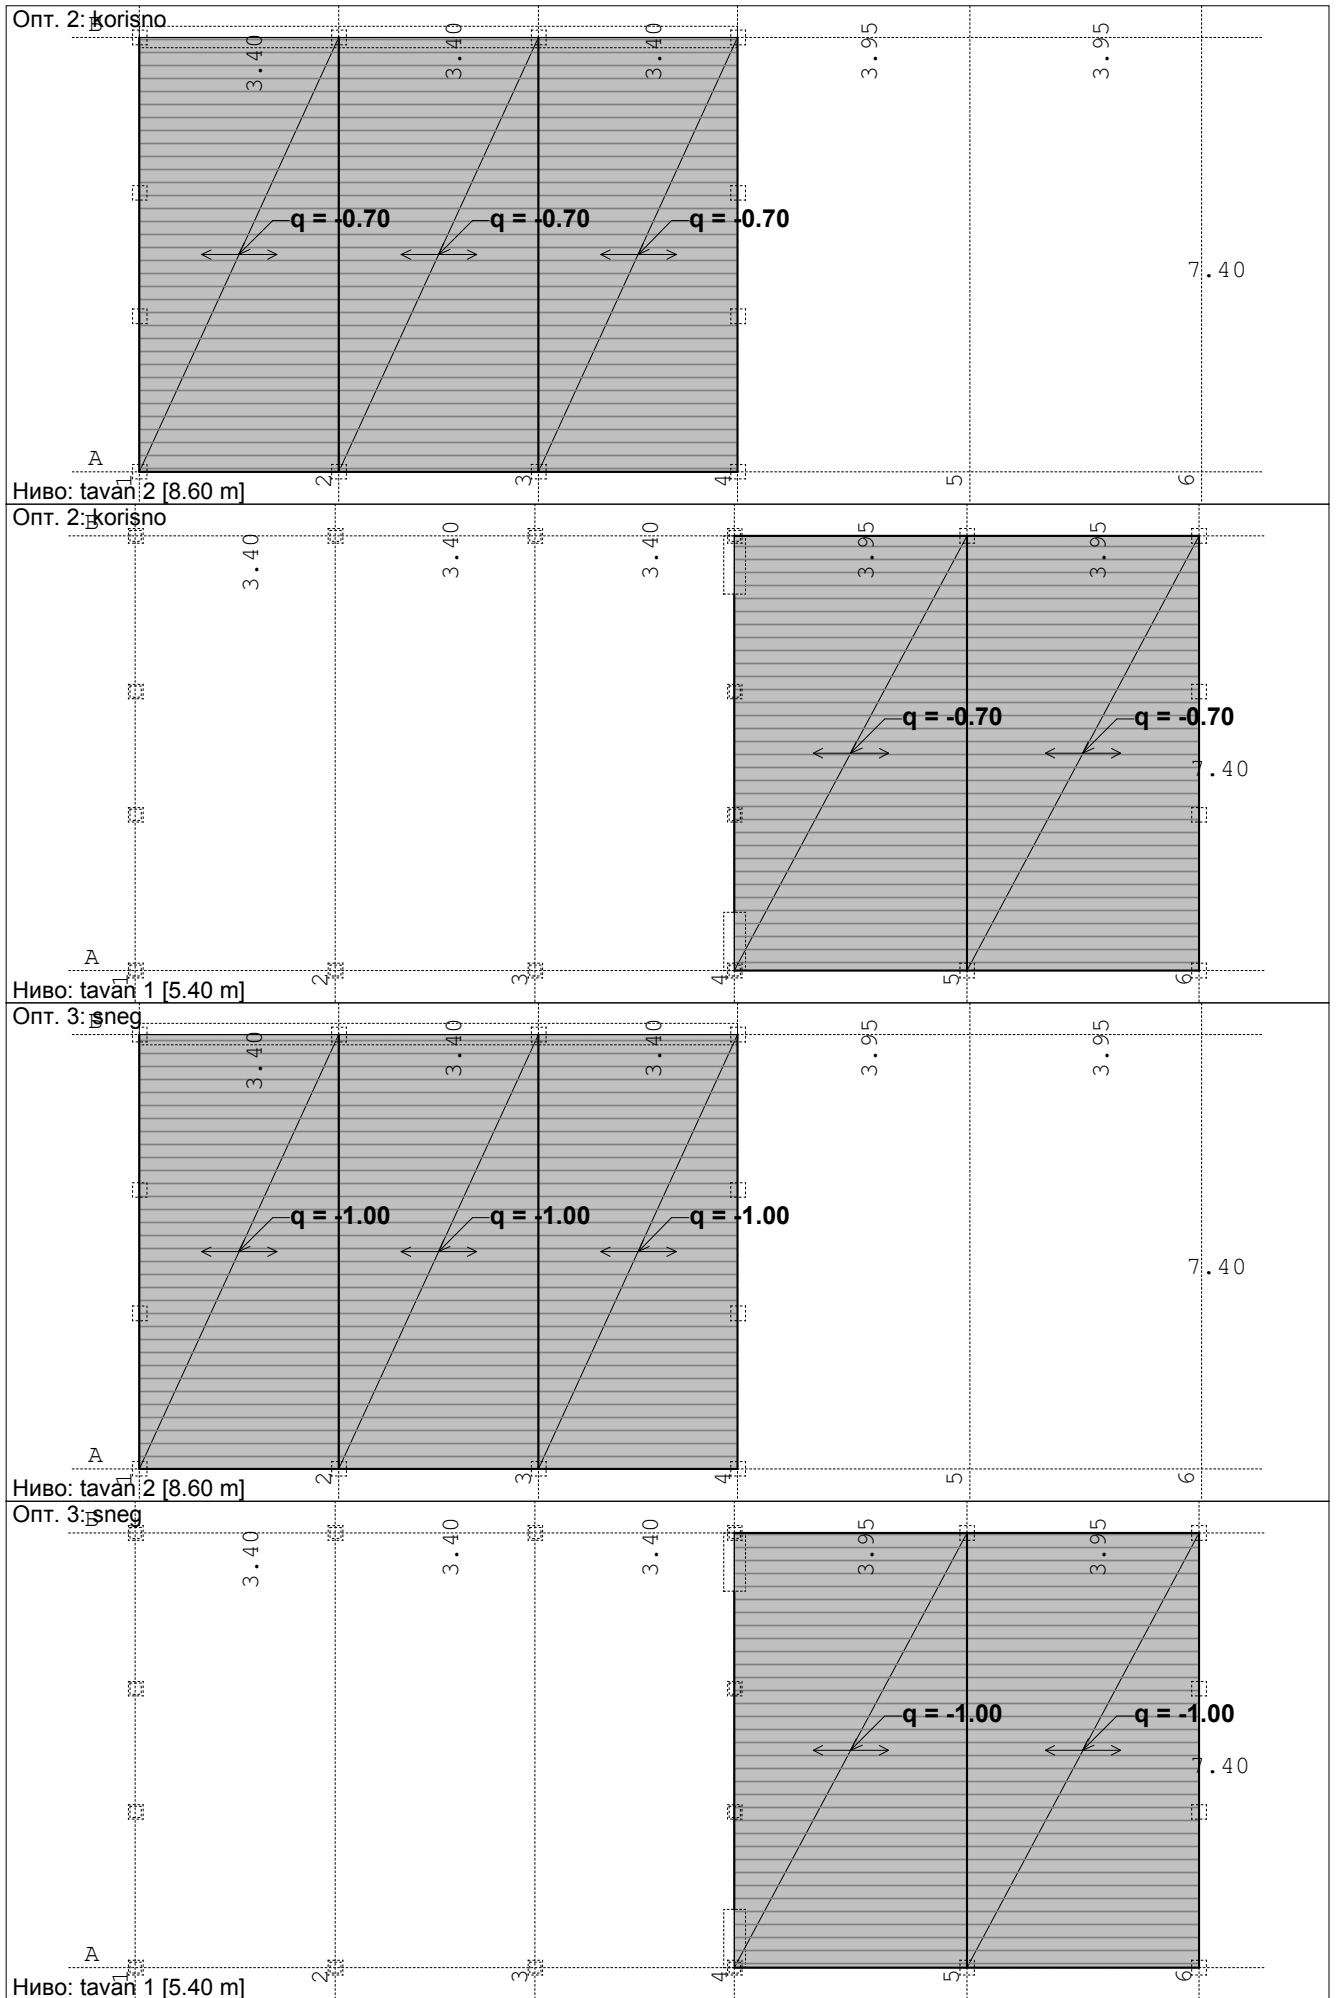 Опт. 2: korisno
B
3.40
3.40
3.40
3.95
3.95
q = -0.70
q = -0.70
q = -0.70
7.40
A
1
2
3
4
5
6
Ниво: tavan 2 [8.60 m]
Опт. 2: korisno
B
3.40
3.40
3.40
3.95
3.95
q = -0.70
q = -0.70
7.40
A
1
2
3
4
5
6
Ниво: tavan 1 [5.40 m]
Опт. 3: sneg
B
3.40
3.40
3.40
3.95
3.95
q = -1.00
q = -1.00
q = -1.00
7.40
A
1
2
3
4
5
6
Ниво: tavan 2 [8.60 m]
Опт. 3: sneg
B
3.40
3.40
3.40
3.95
3.95
q = -1.00
q = -1.00
7.40
A
1
2
3
4
5
6
Ниво: tavan 1 [5.40 m]